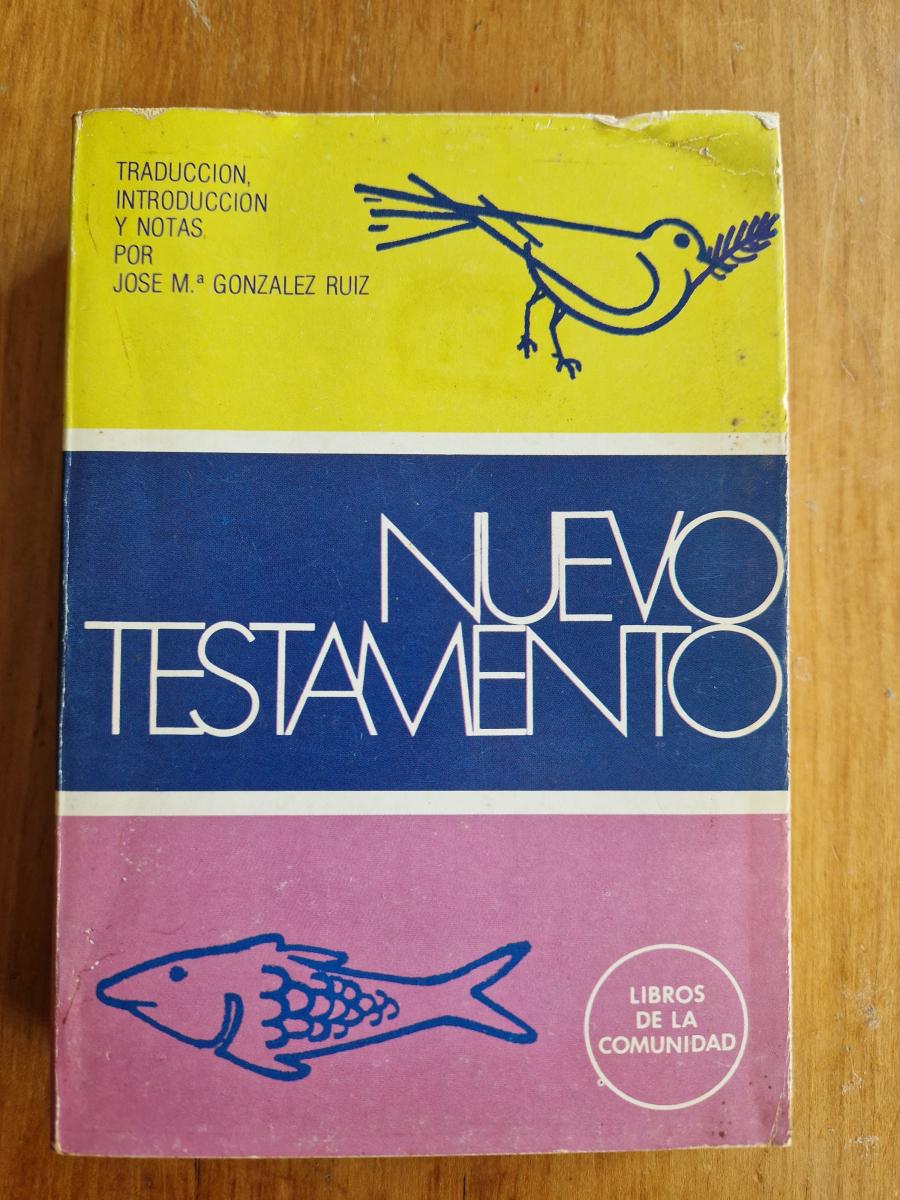 TRADUCCION,
INTRODUCCION
Y NOTAS
POR
JOSE M.ª GONZALEZ RUIZ
NUEVO
TESTAMENTO
LIBROS
DE LA
COMUNIDAD